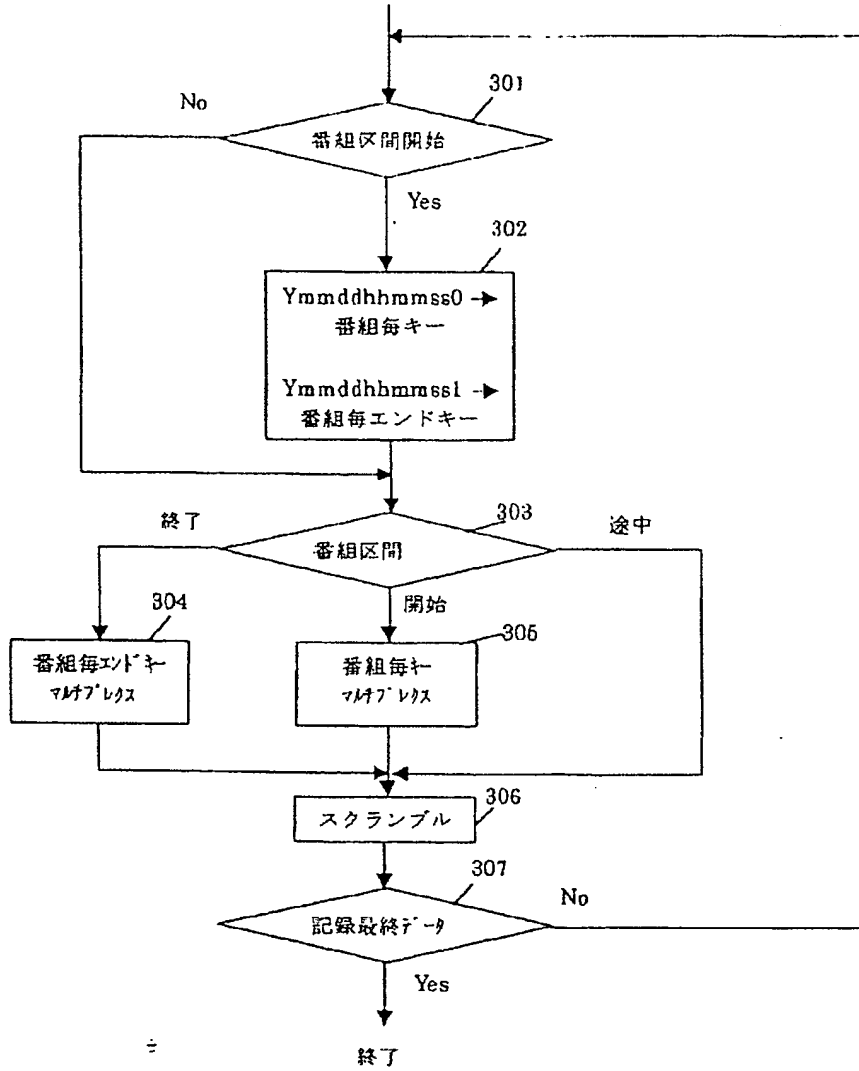 301
No
番組区間開始
Yes
302
Ymmddhhmmss0
番組毎キー
Ymmddhhmmss1
番組毎エンドキー
303
終了
途中
番組区間
304
開始
305
番組毎エンドキー
マルチプレクス
番組毎キー
マルチプレクス
306
スクランブル
307
No
記録最終データ
Yes
終了